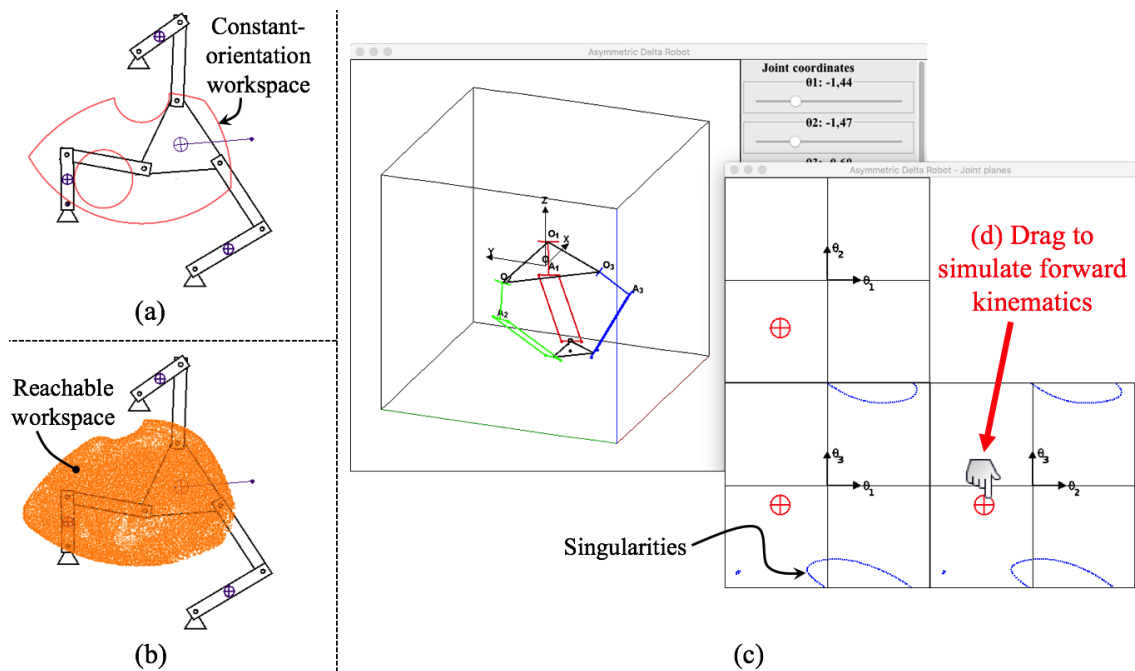 Constant-
orientation
workspace
(a)
Reachable
workspace
(b)
Asymmetric Delta Robot
Joint coordinates
θ1: -1,44
θ2: -1,47
Z
O1
X
Y
O
A1
O3
O2
A3
A2
P
Asymmetric Delta Robot - Joint planes
θ2
θ1
(d) Drag to
simulate forward
kinematics
θ3
θ1
θ3
θ2
Singularities
(c)